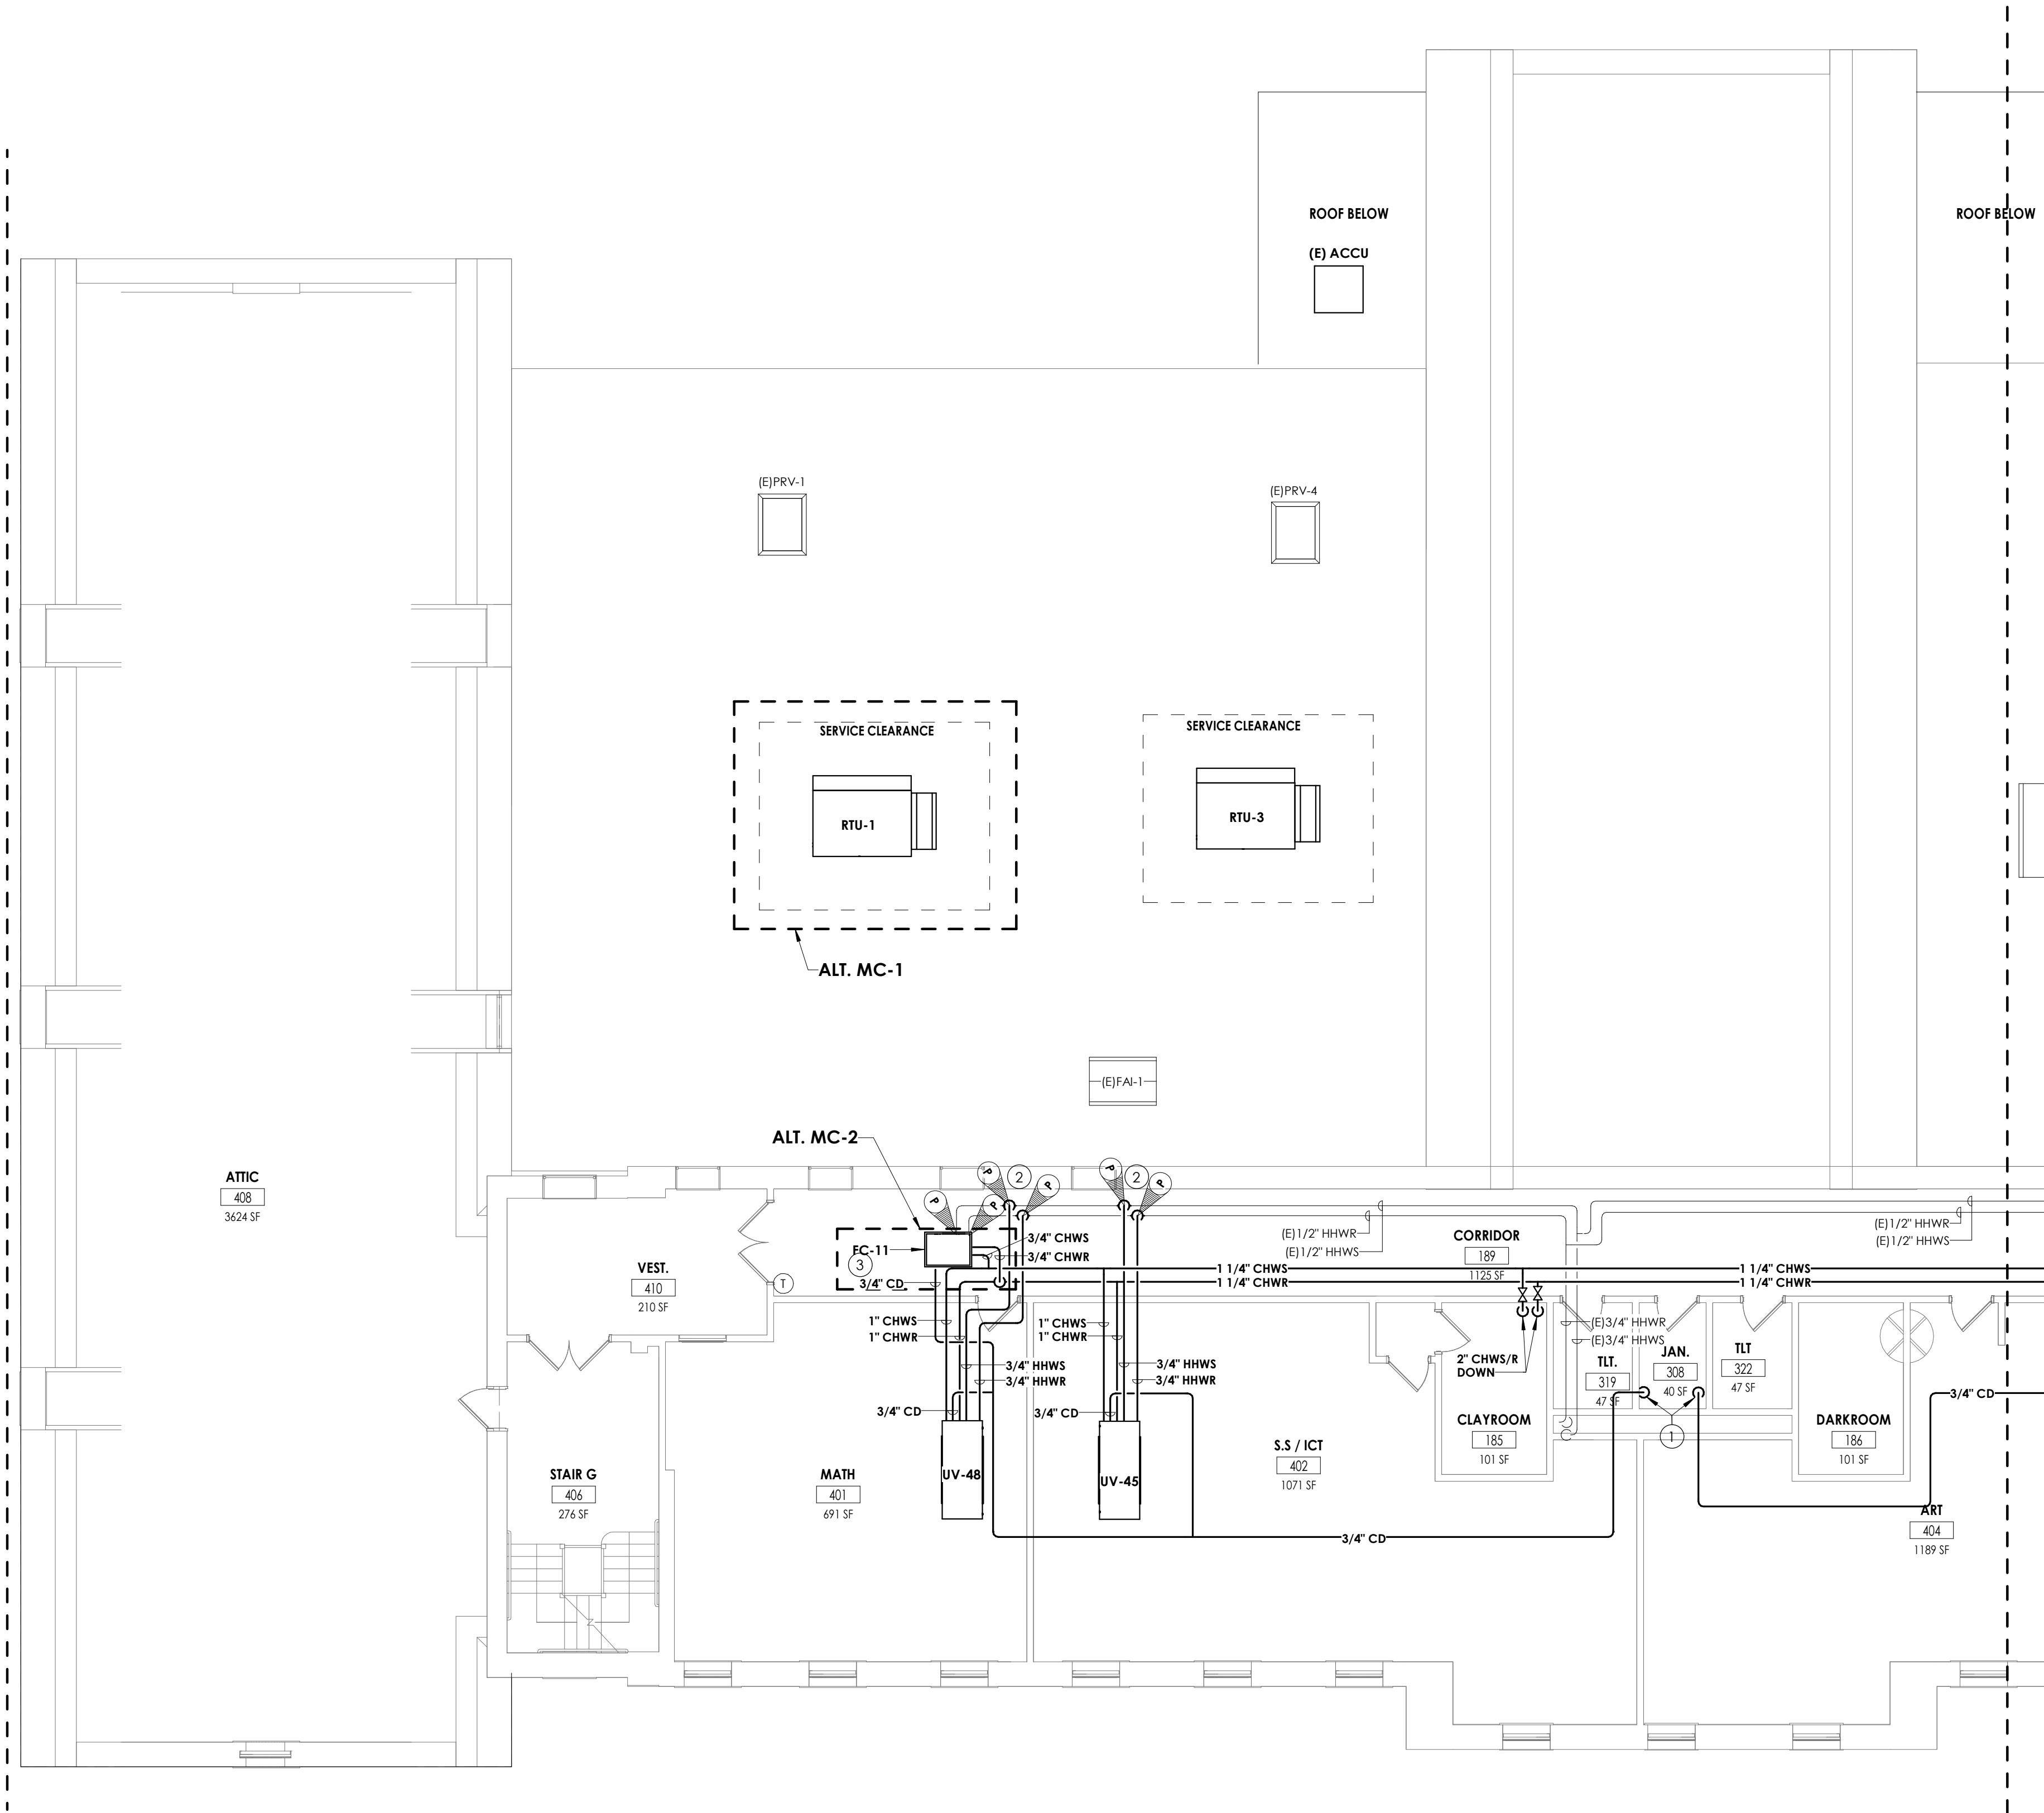 ROOF BELOW
ROOF BELOW
(E) ACCU
(E)PRV-1
(E)PRV-4
SERVICE CLEARANCE
SERVICE CLEARANCE
RTU-1
RTU-3
ALT. MC-1
(E)FAI-1
ALT. MC-2
P
2
P
P
2
P
P
P
ATTIC
408
3624 SF
VEST.
410
210 SF
T
FC-11
3
3/4" CD
3/4" CHWS
3/4" CHWR
(E)1/2" HHWR
(E)1/2" HHWS
CORRIDOR
189
1125 SF
(E)1/2" HHWR
(E)1/2" HHWS
1 1/4" CHWS
1 1/4" CHWR
1 1/4" CHWS
1 1/4" CHWR
1" CHWS
1" CHWR
1" CHWS
1" CHWR
3/4" HHWS
3/4" HHWR
3/4" HHWS
3/4" HHWR
3/4" CD
3/4" CD
2" CHWS/R
DOWN
(E)3/4" HHWR
(E)3/4" HHWS
TLT.
319
47 SF
JAN.
308
40 SF
TLT
322
47 SF
3/4" CD
1
CLAYROOM
185
101 SF
DARKROOM
186
101 SF
STAIR G
406
276 SF
MATH
401
691 SF
UV-48
UV-45
S.S / ICT
402
1071 SF
3/4" CD
ART
404
1189 SF